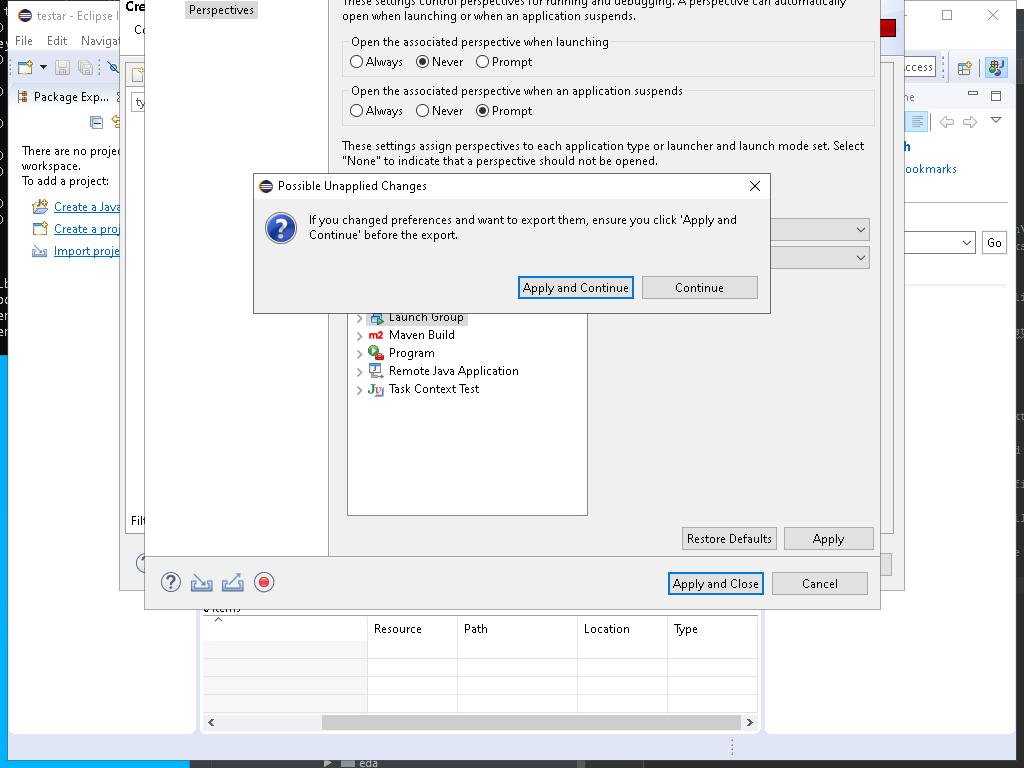 testar - Eclipse I
File Edit Navigat
Package Exp...
There are no proje
workspace.
To add a project:
Create a Java
Create a proj
Import proje
Cre
Perspectives
These settings control perspectives for running and debugging. A perspective can automatically
open when launching or when an application suspends.
Open the associated perspective when launching
Always Never Prompt
Open the associated perspective when an application suspends
Always Never Prompt
These settings assign perspectives to each application type or launcher and launch mode set. Select
"None" to indicate that a perspective should not be opened.
Possible Unapplied Changes
If you changed preferences and want to export them, ensure you click 'Apply and
Continue' before the export.
Apply and Continue Continue
Launch Group
m2 Maven Build
Program
Remote Java Application
Task Context Test
Restore Defaults Apply
Apply and Close Cancel
ccess
ookmarks
Go
Filt
0 items
Resource Path Location Type
eda